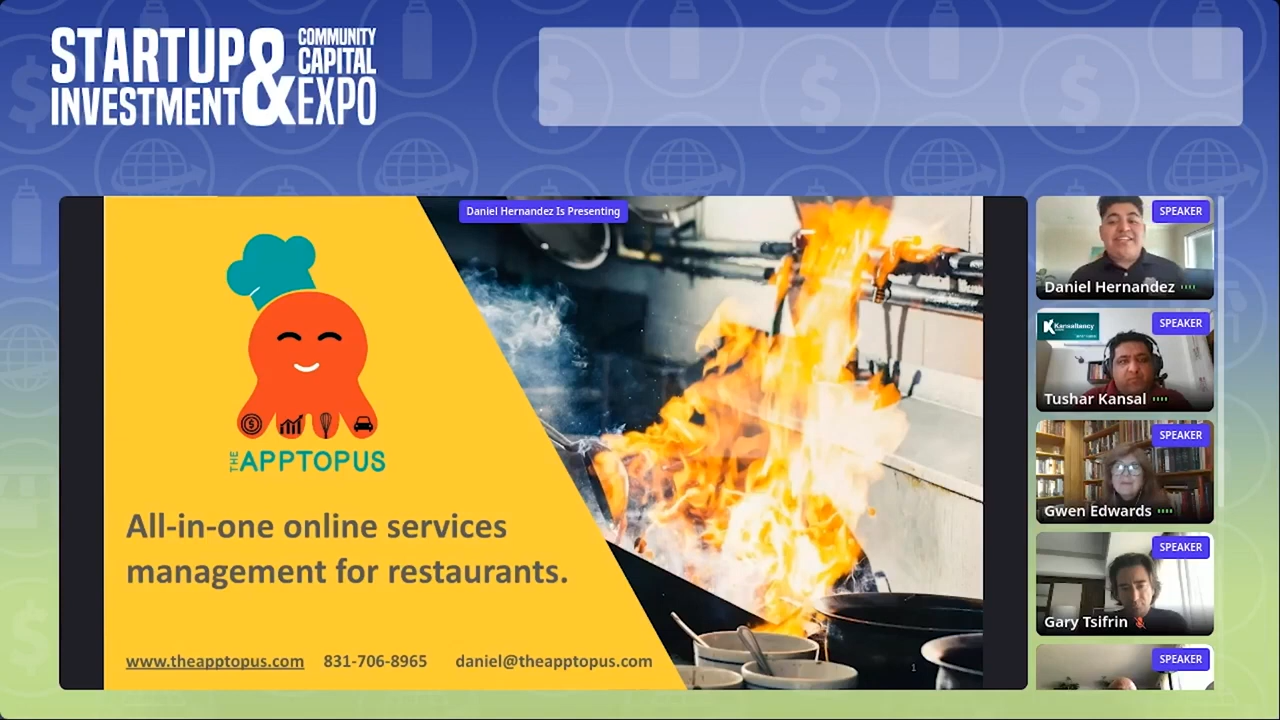 STARTUP & COMMUNITY
CAPITAL
INVESTMENT EXPO
Daniel Hernandez Is Presenting
THE APPTOPUS
All-in-one online services
management for restaurants.
www.theapptopus.com 831-706-8965 daniel@theapptopus.com
1
SPEAKER
Daniel Hernandez
Kansaltancy
SPEAKER
Tushar Kansal
SPEAKER
Gwen Edwards
SPEAKER
Gary Tsifrin
SPEAKER